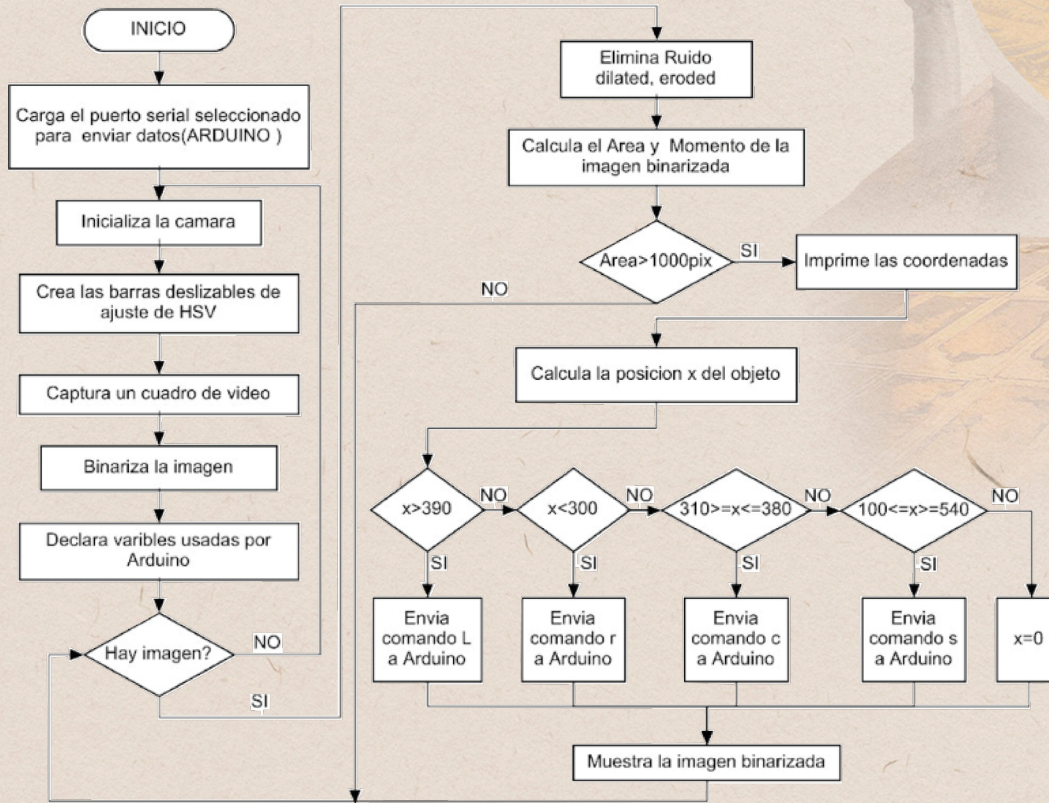 INICIO
Carga el puerto serial seleccionado
para enviar datos(ARDUINO )
Inicializa la camara
Crea las barras deslizables de
ajuste de HSV
Captura un cuadro de video
Binariza la imagen
Declara varibles usadas por
Arduino
Hay imagen?
NO
SI
Elimina Ruido
dilated, eroded
Calcula el Area y Momento de la
imagen binarizada
Area>1000pix
SI
NO
Imprime las coordenadas
Calcula la posicion x del objeto
x>390
NO
x<300
NO
310>=x<=380
NO
100<=x>=540
NO
SI
SI
SI
SI
Envia
comando L
a Arduino
Envia
comando r
a Arduino
Envia
comando c
a Arduino
Envia
comando s
a Arduino
x=0
Muestra la imagen binarizada